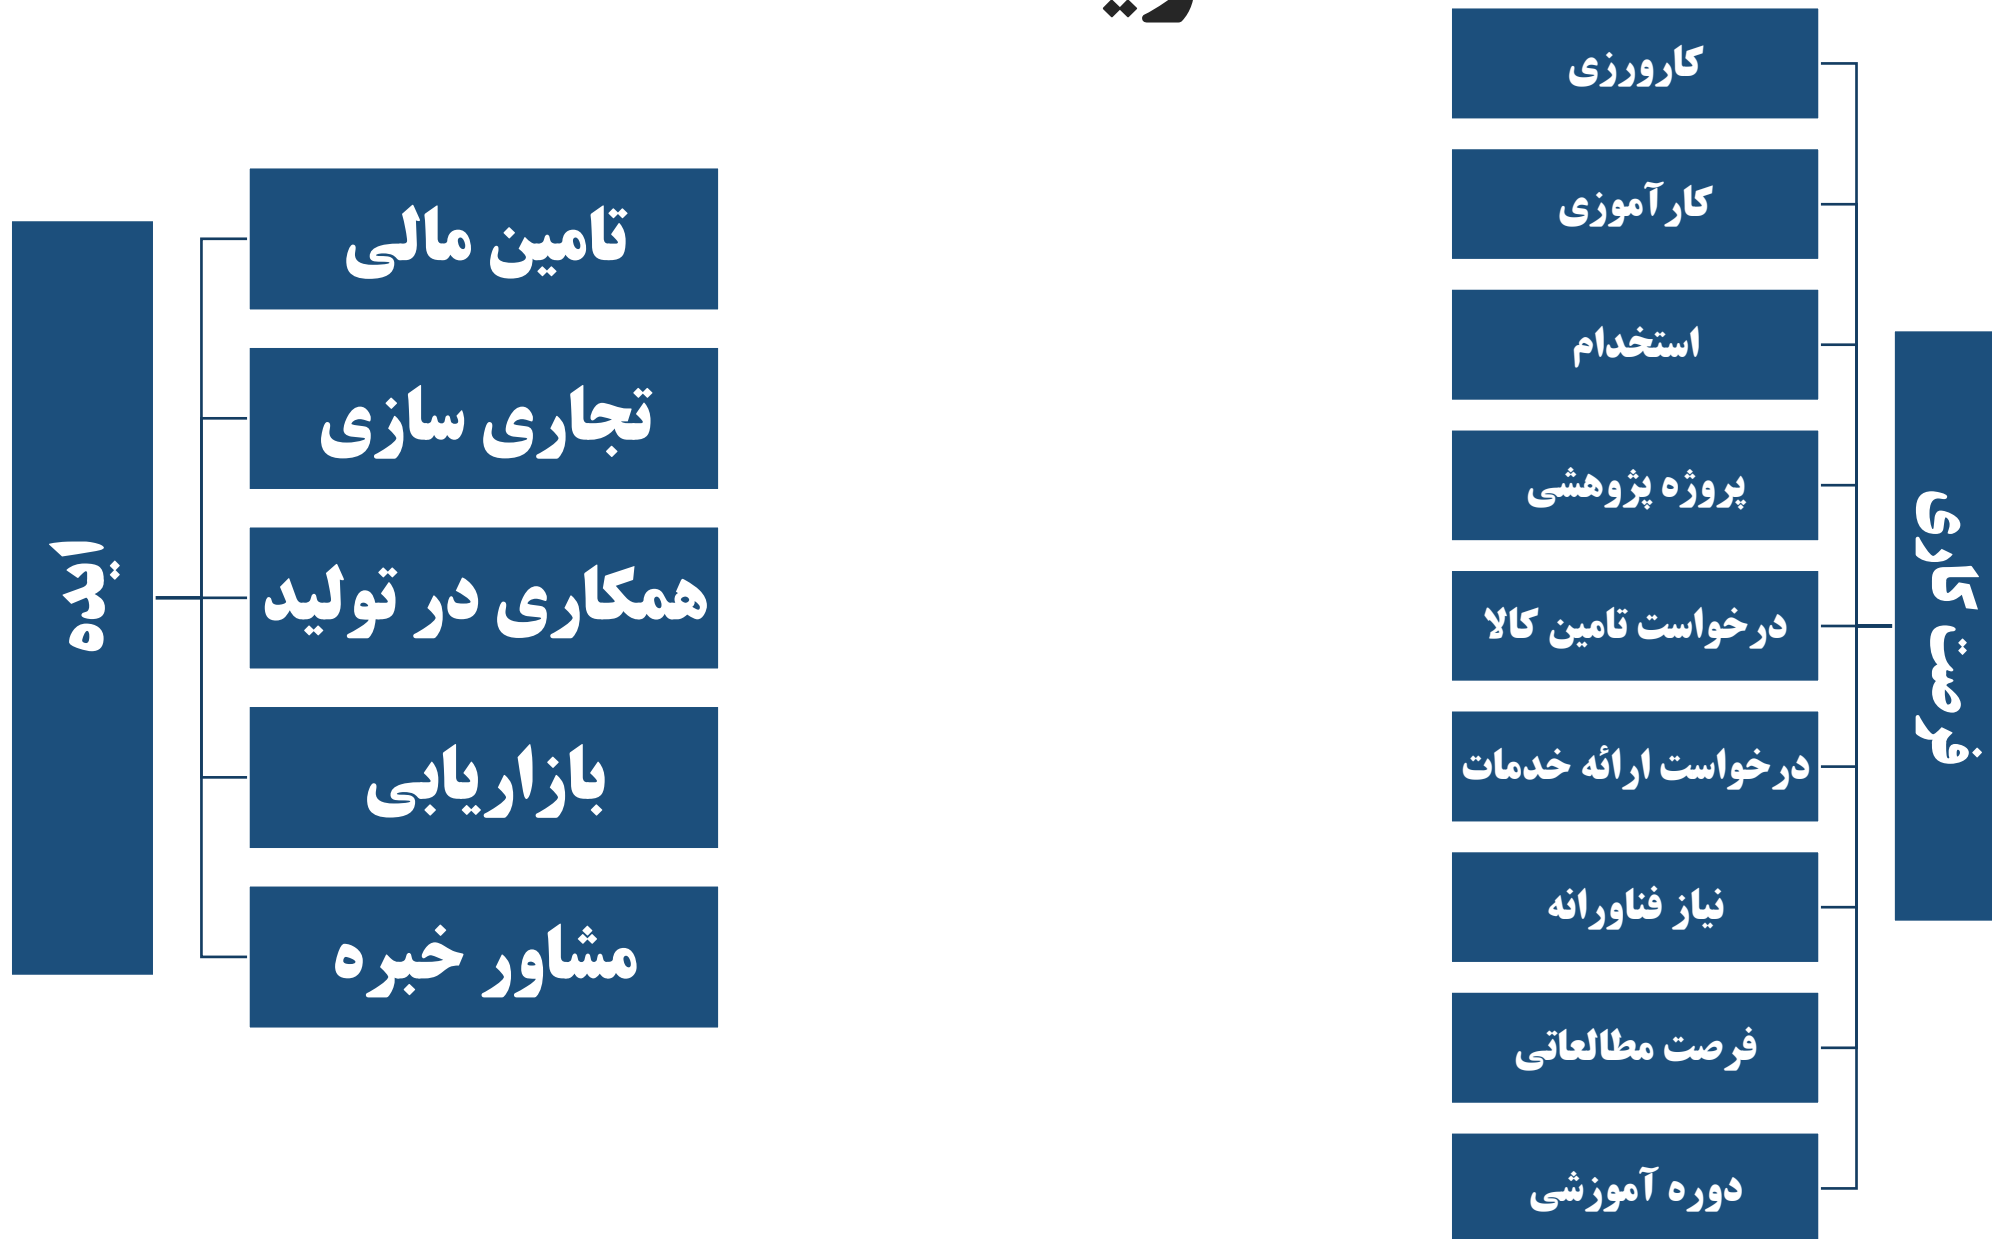 فرصت کاری
کارورزی
کارآموزی
استخدام
پروژه پژوهشی
درخواست تامین کالا
درخواست ارائه خدمات
نیاز فناورانه
فرصت مطالعاتی
دوره آموزشی
ایده
تامین مالی
تجاری سازی
همکاری در تولید
بازاریابی
مشاور خبره